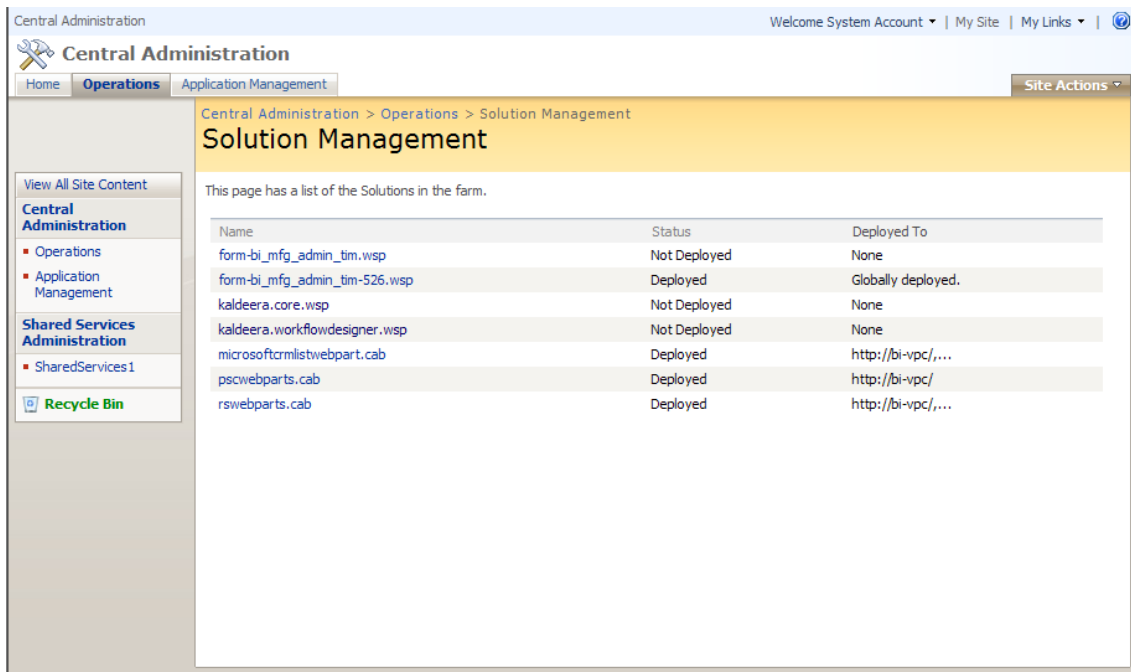 Central Administration
Welcome System Account | My Site | My Links |
Central Administration
Home Operations Application Management
Site Actions
Central Administration > Operations > Solution Management
Solution Management
View All Site Content
Central
Administration
Operations
Application
Management
Shared Services
Administration
SharedServices1
Recycle Bin
This page has a list of the Solutions in the farm.
Name Status Deployed To
form-bi_mfg_admin_tim.wsp Not Deployed None
form-bi_mfg_admin_tim-526.wsp Deployed Globally deployed.
kaldeera.core.wsp Not Deployed None
kaldeera.workflowdesigner.wsp Not Deployed None
microsoftcrmlistwebpart.cab Deployed http://bi-vpc/,...
pscwebparts.cab Deployed http://bi-vpc/
rswebparts.cab Deployed http://bi-vpc/,...